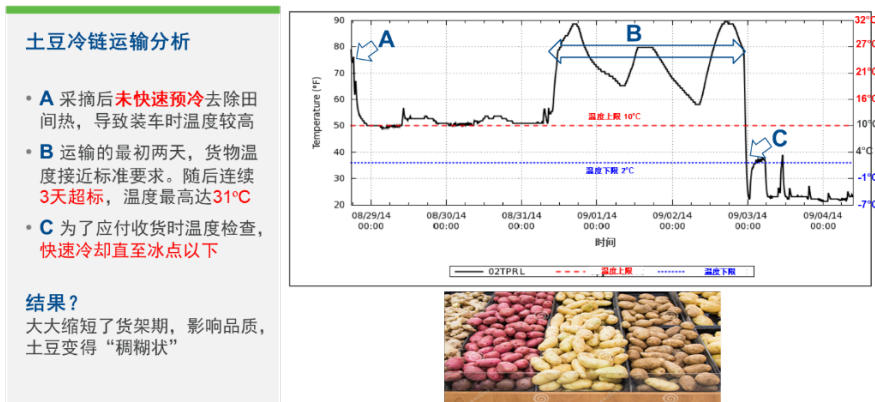 土豆冷链运输分析
• A 采摘后未快速预冷去除田
间热，导致装车时温度较高
• B 运输的最初两天，货物温
度接近标准要求。随后连续
3天超标，温度最高达31ºC
• C 为了应付收货时温度检查，
快速冷却直至冰点以下
结果？
大大缩短了货架期，影响品质，
土豆变得“稠糊状”
Temperature (°F)
90
80
70
60
50
40
30
20
32°C
27°C
21°C
16°C
10°C
4°C
-1°C
-7°C
A
B
C
温度上限 10°C
温度下限 2°C
08/29/14 08/30/14 08/31/14 09/01/14 09/02/14 09/03/14 09/04/14
00:00 00:00 00:00 00:00 00:00 00:00 00:00
时间
02TPRL 温度上限 温度下限